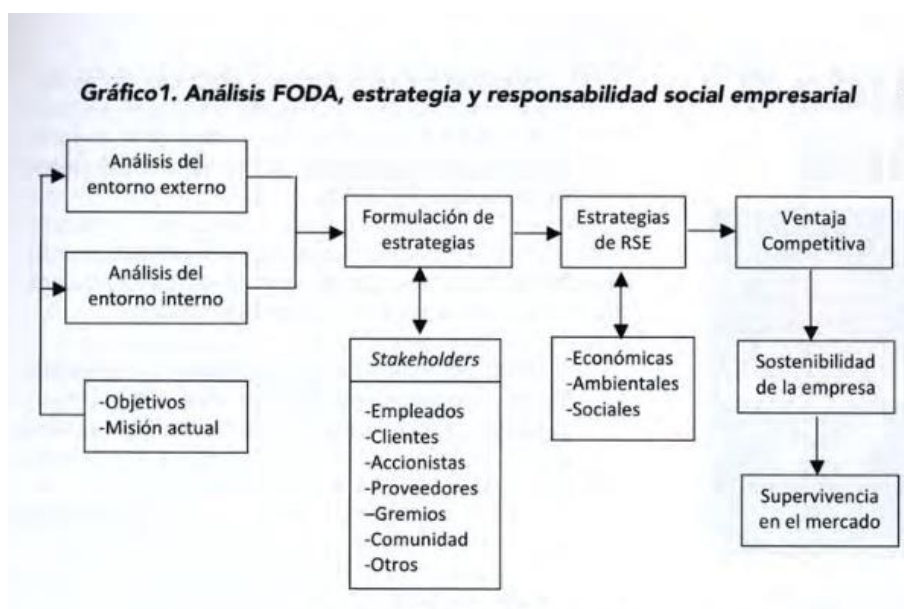 Gráfico1. Análisis FODA, estrategia y responsabilidad social empresarial
Análisis del
entorno externo
Análisis del
entorno interno
-Objetivos
-Misión actual
Formulación de
estrategias
Stakeholders
-Empleados
-Clientes
-Accionistas
-Proveedores
–Gremios
-Comunidad
-Otros
Estrategias
de RSE
-Económicas
-Ambientales
-Sociales
Ventaja
Competitiva
Sostenibilidad
de la empresa
Supervivencia
en el mercado